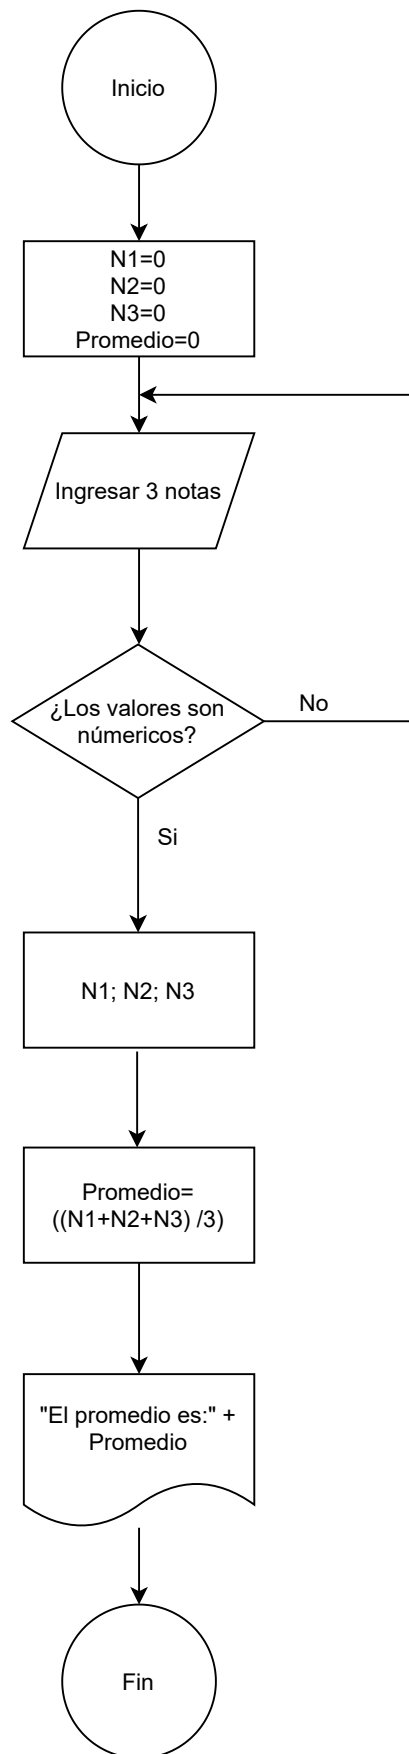 Inicio
N1=0
N2=0
N3=0
Promedio=0
Ingresar 3 notas
¿Los valores son
númericos?
No
Si
N1; N2; N3
Promedio=
((N1+N2+N3) /3)
"El promedio es:" +
Promedio
Fin